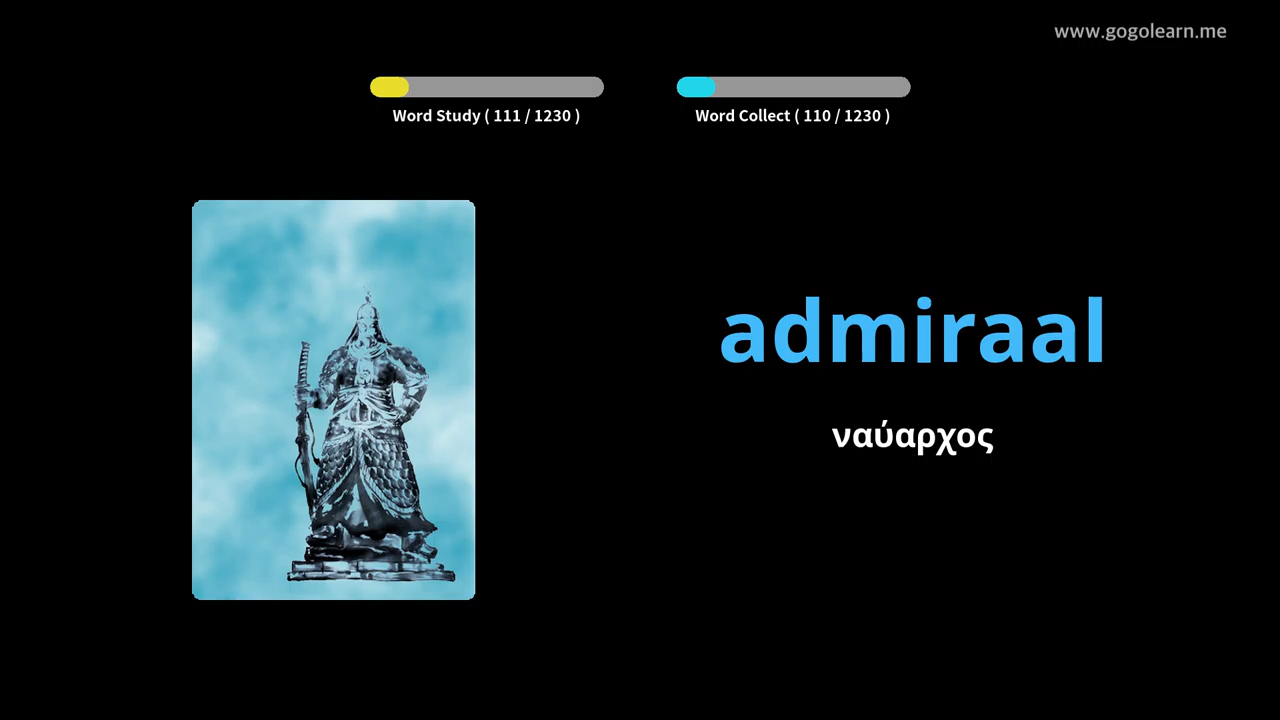 www.gogolearn.me
Word Study ( 111 / 1230 )
Word Collect ( 110 / 1230 )
admiraal
ναύαρχος